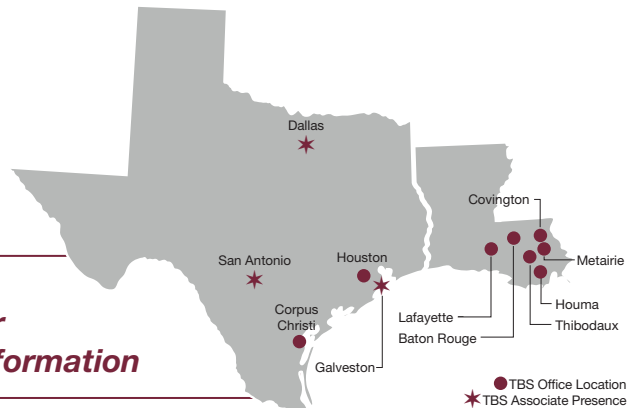 Dallas
Covington
San Antonio
Houston
Metairie
Corpus
Christi
Lafayette
Houma
Baton Rouge
Thibodaux
Galveston
TBS Office Location
TBS Associate Presence